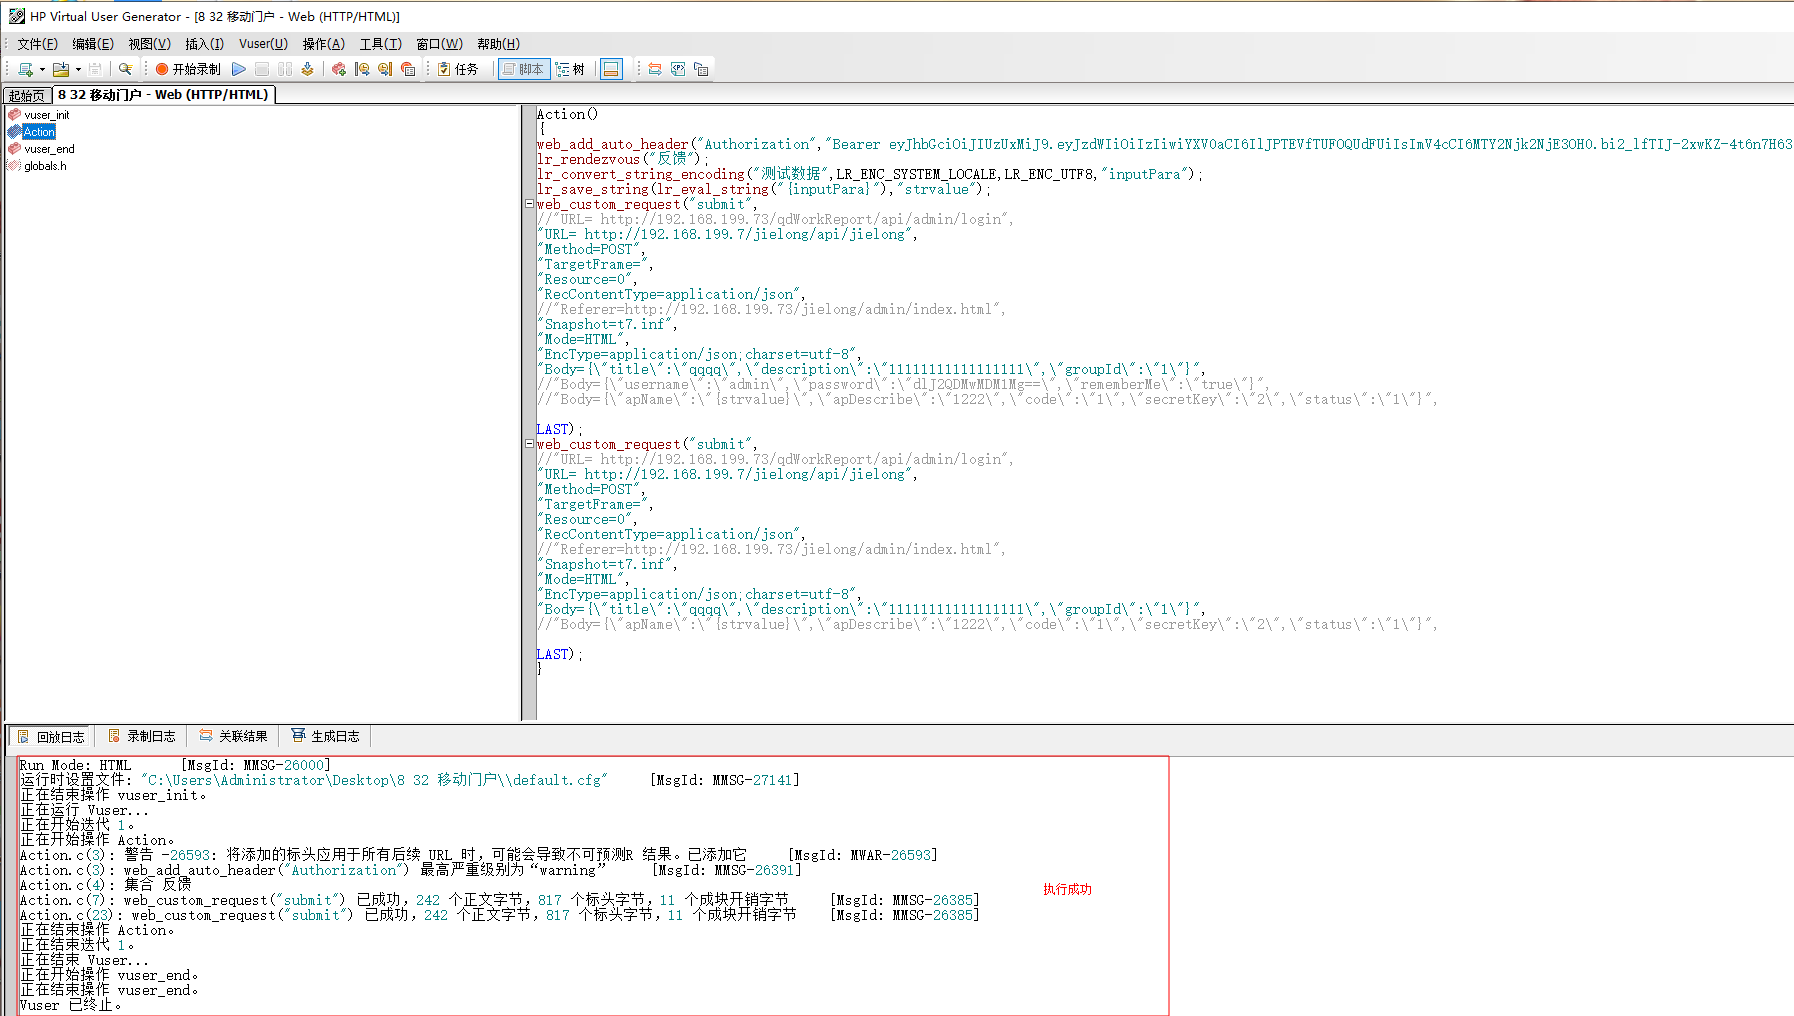 HP Virtual User Generator - [8 32 移动门户 - Web (HTTP/HTML)]
文件(F) 编辑(E) 视图(V) 插入(I) Vuser(U) 操作(A) 工具(T) 窗口(W) 帮助(H)
开始录制 任务 脚本 树
起始页 8 32 移动门户 - Web (HTTP/HTML)
vuser_init
Action
vuser_end
globals.h
Action()
{
web_add_auto_header("Authorization","Bearer eyJhbGciOiJIUzUxMiJ9.eyJzdWIiOiIzIiwiYXV0aCI6IlJPTEVfTUFOQUdFUiIsImV4cCI6MTY2Njk2NjE3OH0.bi2_lfTIJ-2xwKZ-4t6n7H63
lr_rendezvous("反馈");
lr_convert_string_encoding("测试数据",LR_ENC_SYSTEM_LOCALE,LR_ENC_UTF8,"inputPara");
lr_save_string(lr_eval_string("{inputPara}"),"strvalue");
web_custom_request("submit",
//"URL= http://192.168.199.73/qdWorkReport/api/admin/login",
"URL= http://192.168.199.7/jielong/api/jielong",
"Method=POST",
"TargetFrame=",
"Resource=0",
"RecContentType=application/json",
//"Referer=http://192.168.199.73/jielong/admin/index.html",
"Snapshot=t7.inf",
"Mode=HTML",
"EncType=application/json;charset=utf-8",
"Body={\"title\":\"qqqq\",\"description\":\"11111111111111111\",\"groupId\":\"1\"}",
//"Body={\"username\":\"admin\",\"password\":\"dlJ2QDMwMDM1Mg==\",\"rememberMe\":\"true\"}",
//"Body={\"apName\":\"{strvalue}\",\"apDescribe\":\"1222\",\"code\":\"1\",\"secretKey\":\"2\",\"status\":\"1\"}",
LAST);
web_custom_request("submit",
//"URL= http://192.168.199.73/qdWorkReport/api/admin/login",
"URL= http://192.168.199.7/jielong/api/jielong",
"Method=POST",
"TargetFrame=",
"Resource=0",
"RecContentType=application/json",
//"Referer=http://192.168.199.73/jielong/admin/index.html",
"Snapshot=t7.inf",
"Mode=HTML",
"EncType=application/json;charset=utf-8",
"Body={\"title\":\"qqqq\",\"description\":\"11111111111111111\",\"groupId\":\"1\"}",
//"Body={\"apName\":\"{strvalue}\",\"apDescribe\":\"1222\",\"code\":\"1\",\"secretKey\":\"2\",\"status\":\"1\"}",
LAST);
}
回放日志 录制日志 关联结果 生成日志
Run Mode: HTML [MsgId: MMSG-26000]
运行时设置文件: "C:\Users\Administrator\Desktop\8 32 移动门户\\default.cfg" [MsgId: MMSG-27141]
正在结束操作 vuser_init。
正在运行 Vuser...
正在开始迭代 1。
正在开始操作 Action。
Action.c(3): 警告 -26593: 将添加的标头应用于所有后续 URL 时，可能会导致不可预测R 结果。已添加它 [MsgId: MWAR-26593]
Action.c(3): web_add_auto_header("Authorization") 最高严重级别为“warning” [MsgId: MMSG-26391]
Action.c(4): 集合 反馈
Action.c(7): web_custom_request("submit") 已成功，242 个正文字节，817 个标头字节，11 个成块开销字节 [MsgId: MMSG-26385]
Action.c(23): web_custom_request("submit") 已成功，242 个正文字节，817 个标头字节，11 个成块开销字节 [MsgId: MMSG-26385]
正在结束操作 Action。
正在结束迭代 1。
正在结束 Vuser...
正在开始操作 vuser_end。
正在结束操作 vuser_end。
Vuser 已终止。
执行成功